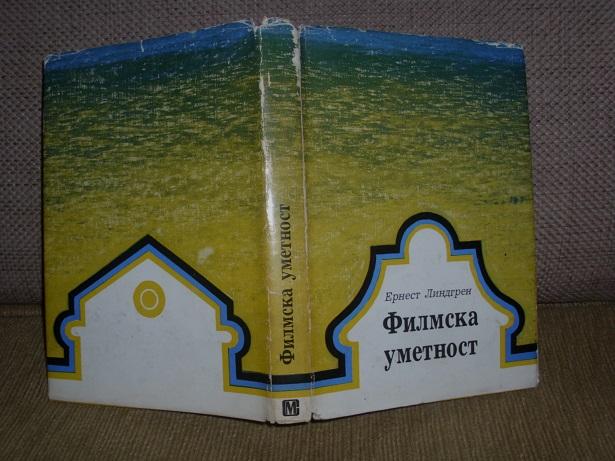 Филмска уметност
Ернест Линдгрен
Филмска
уметност